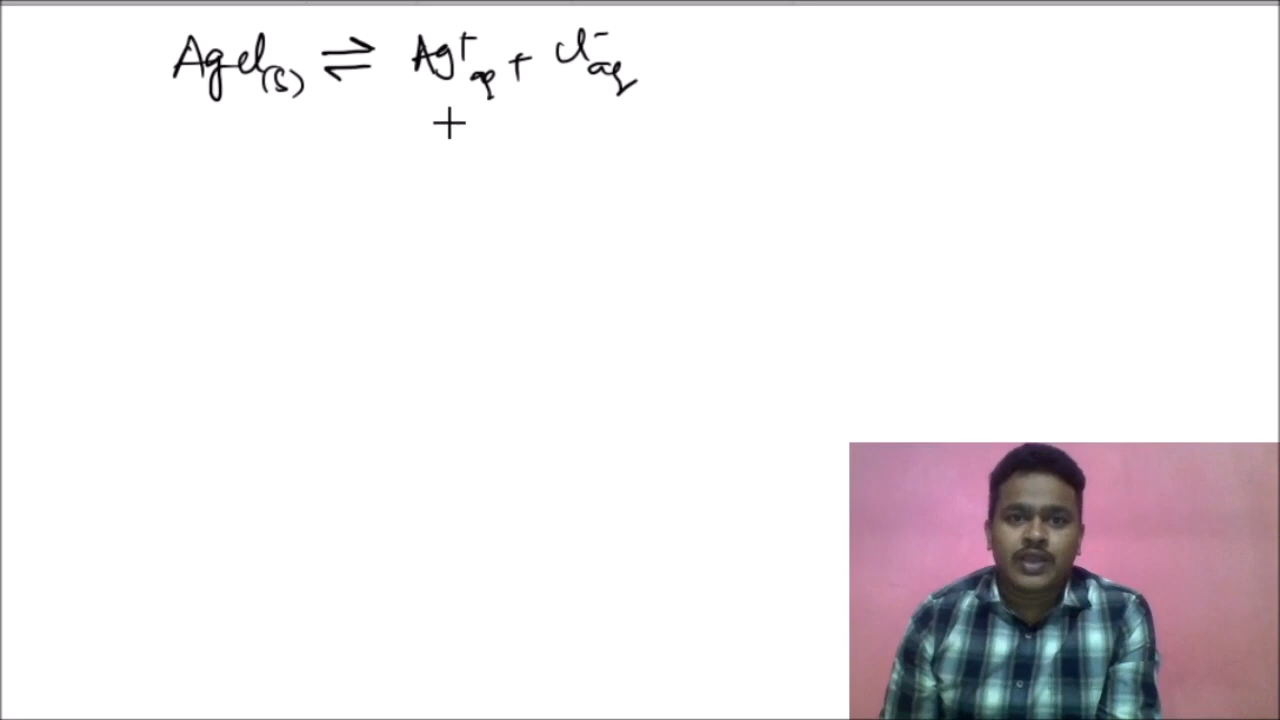 AgCl(s) ⇌ Ag⁺aq + Cl⁻aq
+